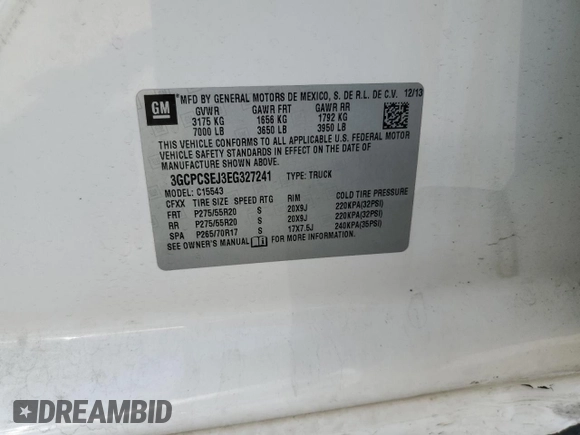 GM
*MFD BY GENERAL MOTORS DE MEXICO, S. DE R.L. DE C.V. 12/13
GVWR GAWR FRT GAWR RR
3175 KG 1656 KG 1792 KG
7000 LB 3650 LB 3950 LB
THIS VEHICLE CONFORMS TO ALL APPLICABLE U.S. FEDERAL MOTOR
VEHICLE SAFETY, BUMPER, AND THEFT PREVENTION STANDARDS IN
EFFECT ON THE DATE OF MANUFACTURE SHOWN ABOVE.
3GCPCSEJ3EG327241 TYPE: TRUCK
MODEL: C15543
CFXX TIRE SIZE SPEED RTG RIM COLD TIRE PRESSURE
FRT P275/55R20 S 20X9J 220KPA(32PSI)
RR P275/55R20 S 20X9J 220KPA(32PSI)
SPA P265/70R17 S 17X7.5J 240KPA(35PSI)
SEE OWNER'S MANUAL FOR MORE INFORMATION.
DREAMBID